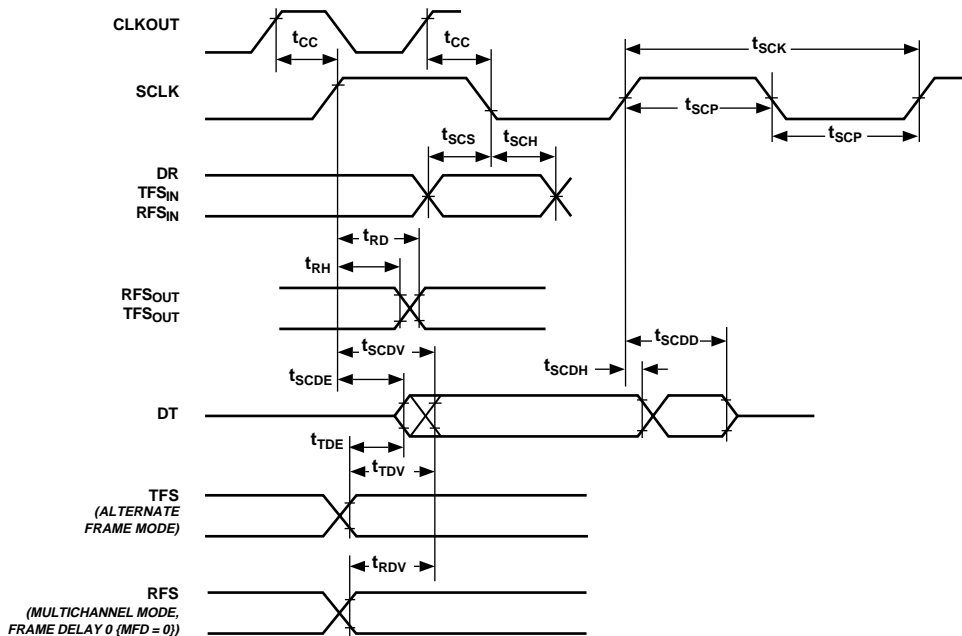 CLKOUT
tCC
tCC
tSCK
SCLK
tSCP
tSCP
tSCS
tSCH
DR
TFSIN
RFSIN
tRD
tRH
RFSOUT
TFSOUT
tSCDV
tSCDD
tSCDE
tSCDH
DT
tTDE
tTDV
TFS
(ALTERNATE
FRAME MODE)
tRDV
RFS
(MULTICHANNEL MODE,
FRAME DELAY 0 {MFD = 0})